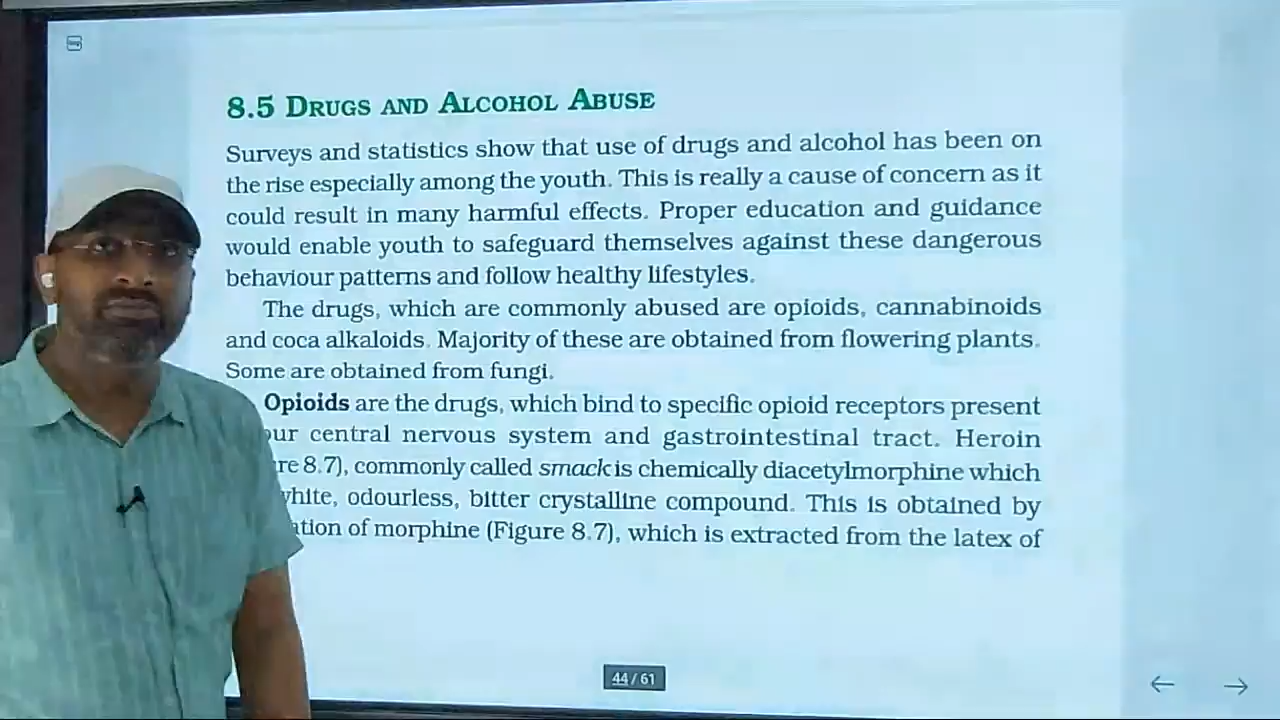 8.5 DRUGS AND ALCOHOL ABUSE
Surveys and statistics show that use of drugs and alcohol has been on
the rise especially among the youth. This is really a cause of concern as it
could result in many harmful effects. Proper education and guidance
would enable youth to safeguard themselves against these dangerous
behaviour patterns and follow healthy lifestyles.
The drugs, which are commonly abused are opioids, cannabinoids
and coca alkaloids. Majority of these are obtained from flowering plants.
Some are obtained from fungi.
Opioids are the drugs, which bind to specific opioid receptors present
our central nervous system and gastrointestinal tract. Heroin
re 8.7), commonly called smack is chemically diacetylmorphine which
white, odourless, bitter crystalline compound. This is obtained by
ation of morphine (Figure 8.7), which is extracted from the latex of
44 / 61